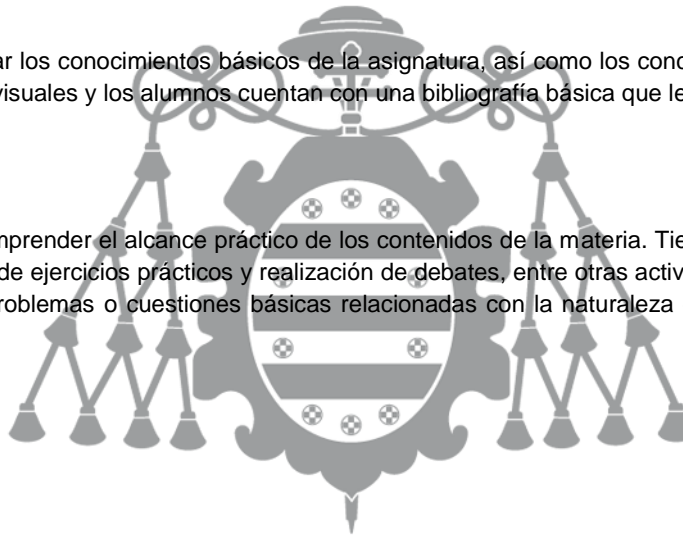 ar los conocimientos básicos de la asignatura, así como los conc
visuales y los alumnos cuentan con una bibliografía básica que le
mprender el alcance práctico de los contenidos de la materia. Tie
de ejercicios prácticos y realización de debates, entre otras activ
roblemas o cuestiones básicas relacionadas con la naturaleza